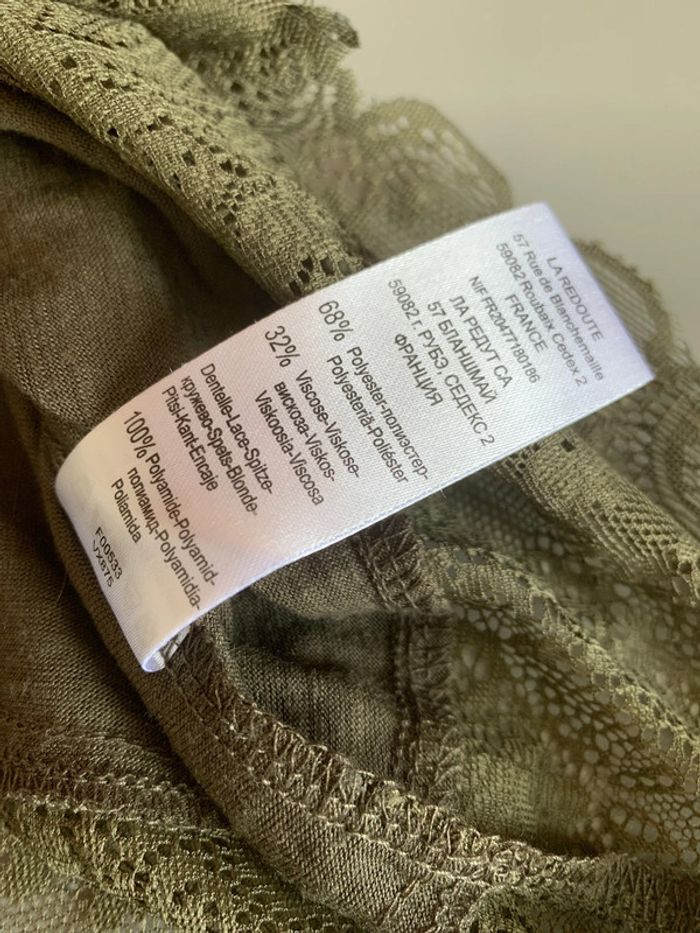 LA REDOUTE
57 Rue de Blanchemaille
59082 Roubaix Cedex 2
FRANCE
NIF FR20477180186
ЛА РЕДУТ СА
57 БЛАНШМАЙ
59082 г. РУБЭ, СЕДЕКС 2
ФРАНЦИЯ
68% Polyester-полиэстер-
Polyesteriä-Poliéster
32% Viscose-Viskose-
вискоза-Viskos-
Viskoosia-Viscosa
Dentelle-Lace-Spitze-
кружево-Spets-Blonde-
Pitsi-Kant-Encaje
100% Polyamide-Polyamid-
полиамид-Polyamidia-
Poliamida
F00533
VX875